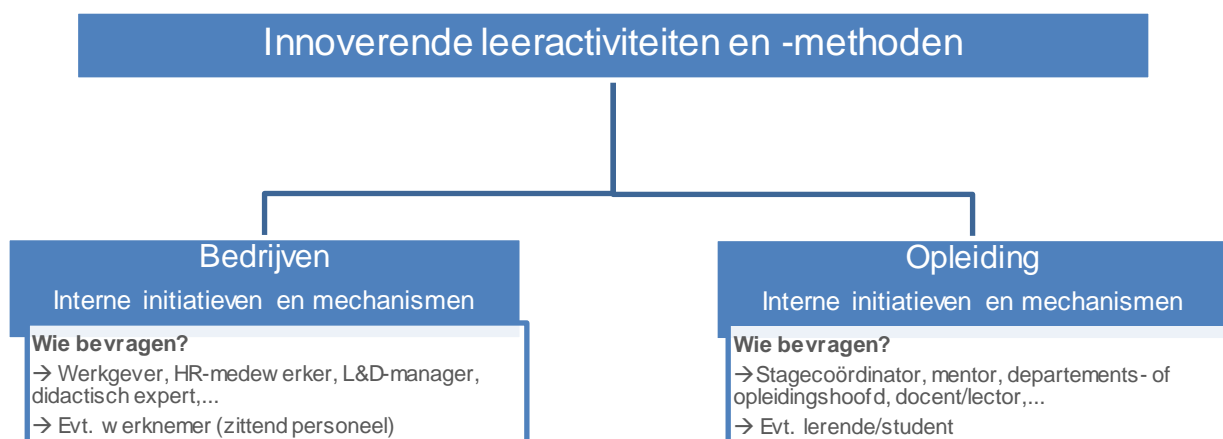 Innoverende leeractiviteiten en -methoden
Bedrijven
Interne initiatieven en mechanismen
Wie bevragen?
→ Werkgever, HR-medewerker, L&D-manager,
didactisch expert,...
→ Evt. werknemer (zittend personeel)
Opleiding
Interne initiatieven en mechanismen
Wie bevragen?
→Stagecoördinator, mentor, departements- of
opleidingshoofd, docent/lector,...
→ Evt. lerende/student